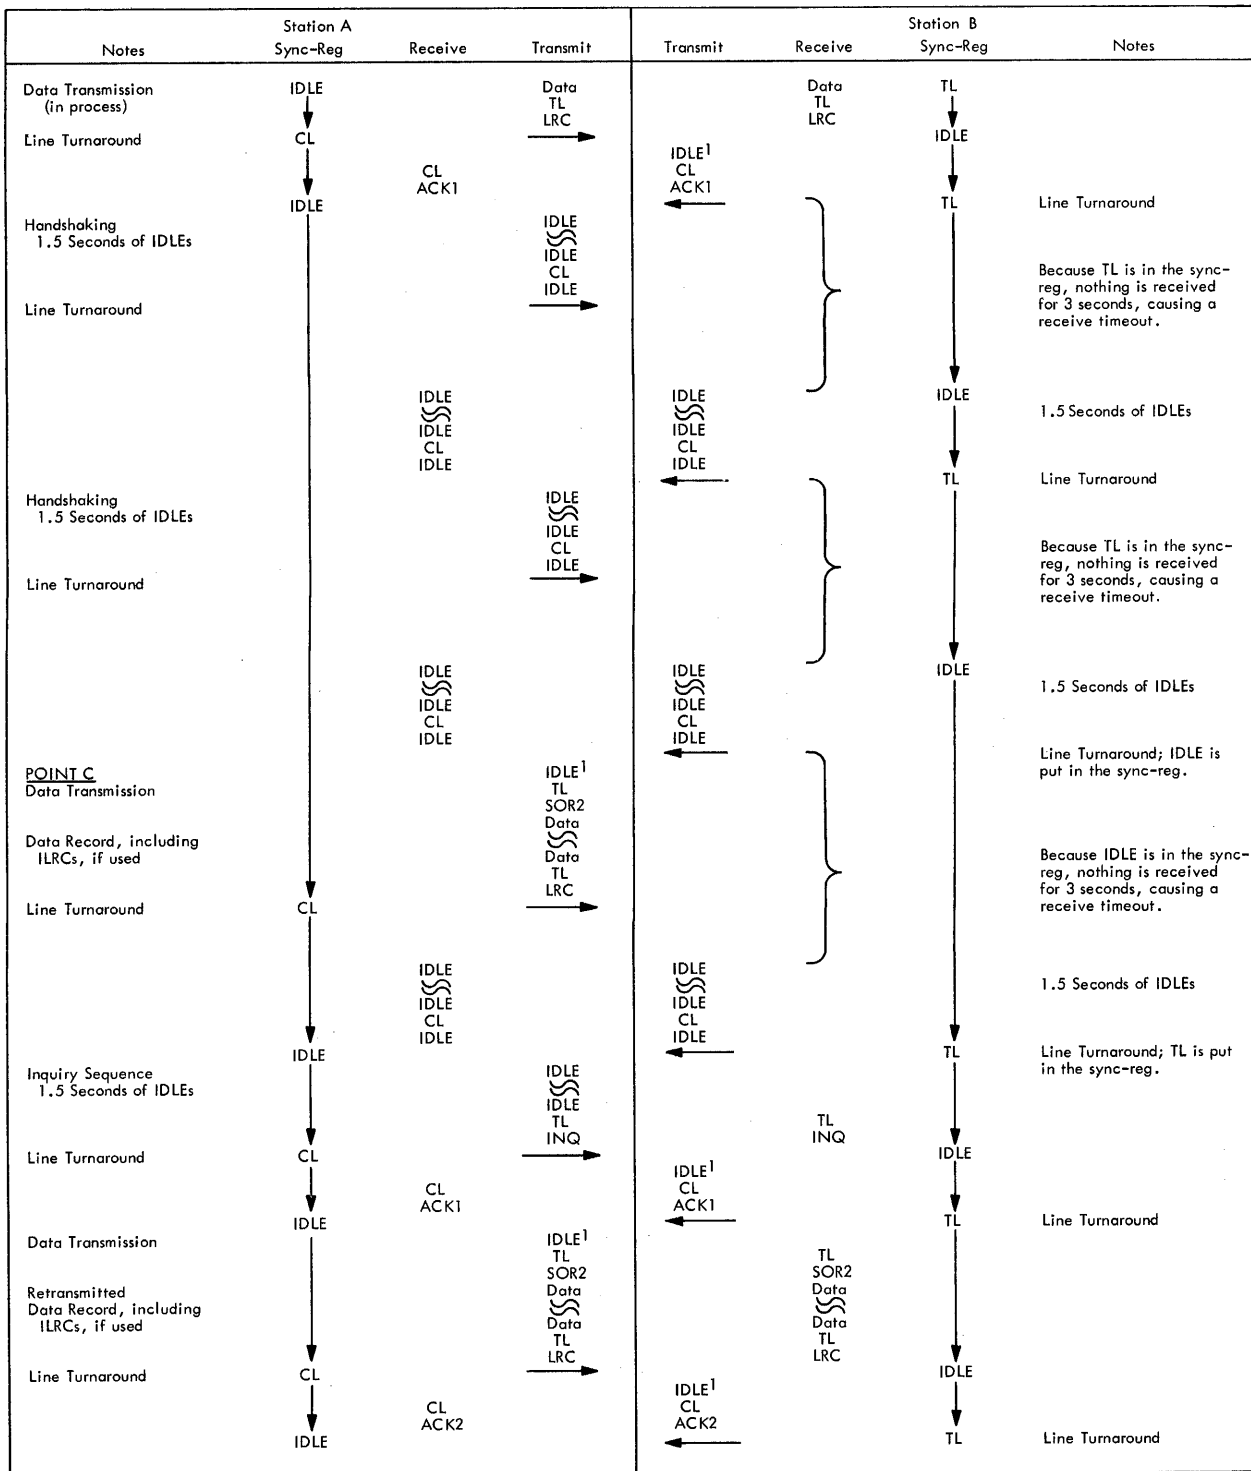 Station A
Station B
Notes Sync-Reg Receive Transmit Transmit Receive Sync-Reg Notes
Data Transmission IDLE Data Data TL
(in process) TL TL
LRC LRC
Line Turnaround CL IDLE
IDLE1
CL CL
ACK1 ACK1
IDLE TL Line Turnaround
Handshaking IDLE
1.5 Seconds of IDLEs
IDLE
CL Because TL is in the sync-
IDLE reg, nothing is received
Line Turnaround for 3 seconds, causing a
receive timeout.
IDLE IDLE IDLE
1.5 Seconds of IDLEs
IDLE IDLE
CL CL
IDLE IDLE
TL Line Turnaround
Handshaking IDLE
1.5 Seconds of IDLEs
IDLE
CL Because TL is in the sync-
IDLE reg, nothing is received
Line Turnaround for 3 seconds, causing a
receive timeout.
IDLE IDLE IDLE
1.5 Seconds of IDLEs
IDLE IDLE
CL CL
IDLE IDLE
Line Turnaround; IDLE is
put in the sync-reg.
POINT C IDLE1
Data Transmission TL
SOR2
Data
Data Record, including
ILRCs, if used Data Because IDLE is in the sync-
TL reg, nothing is received
LRC for 3 seconds, causing a
Line Turnaround CL receive timeout.
IDLE IDLE
1.5 Seconds of IDLEs
IDLE IDLE
CL CL
IDLE IDLE
IDLE TL Line Turnaround; TL is put
in the sync-reg.
Inquiry Sequence IDLE
1.5 Seconds of IDLEs
IDLE
TL TL
INQ INQ
Line Turnaround CL IDLE
IDLE1
CL CL
ACK1 ACK1
IDLE TL Line Turnaround
Data Transmission IDLE1
TL TL
SOR2 SOR2
Retransmitted Data Data
Data Record, including
ILRCs, if used Data Data
TL TL
LRC LRC
Line Turnaround CL IDLE
IDLE1
CL CL
ACK2 ACK2
IDLE TL Line Turnaround